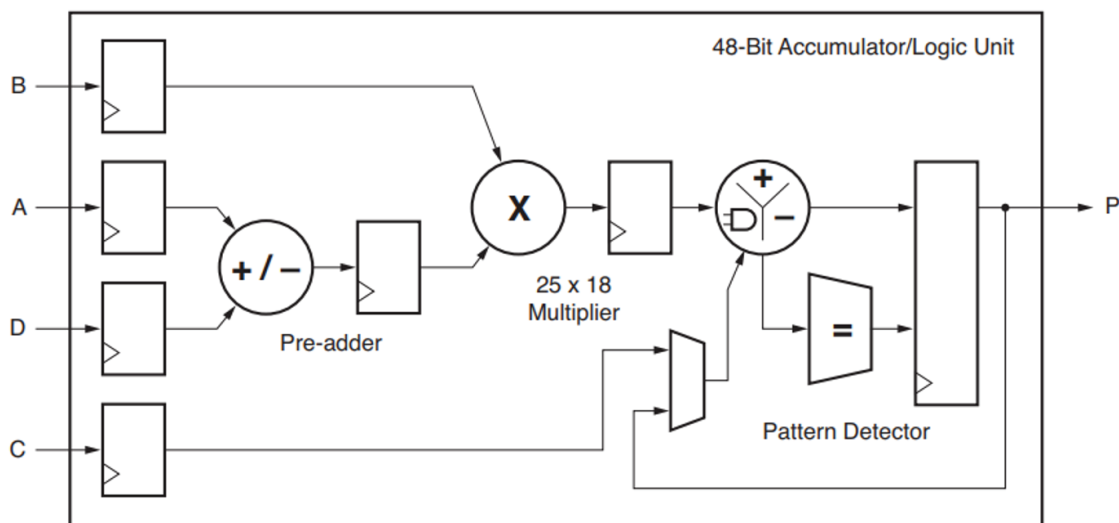 48-Bit Accumulator/Logic Unit
B
A
+ / −
D
Pre-adder
C
X
25 x 18
Multiplier
+
−
=
Pattern Detector
P